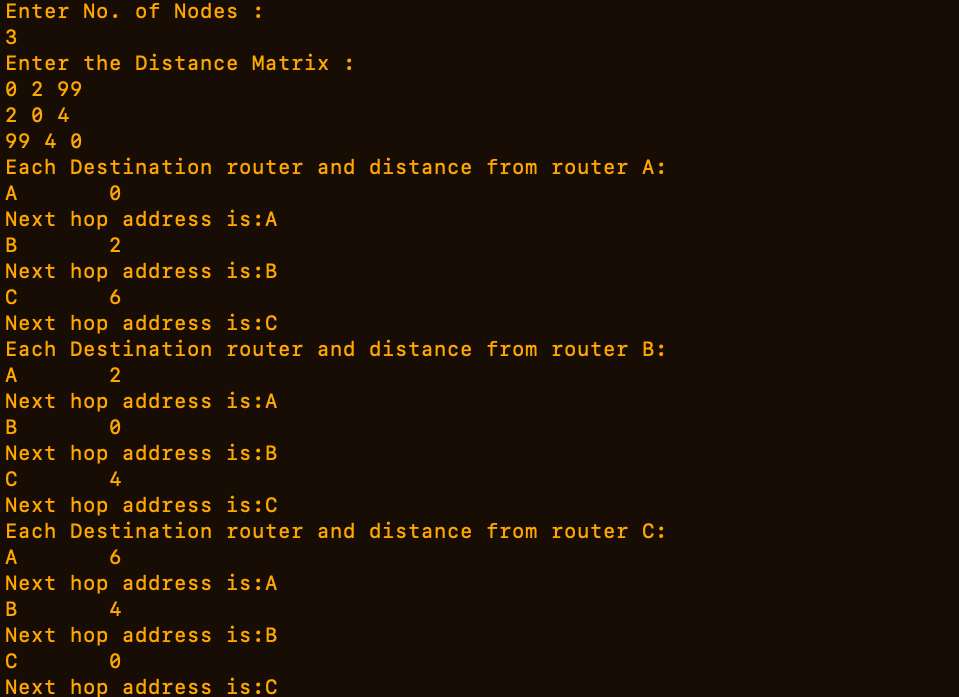 Enter No. of Nodes :
3
Enter the Distance Matrix :
0 2 99
2 0 4
99 4 0
Each Destination router and distance from router A:
A       0
Next hop address is:A
B       2
Next hop address is:B
C       6
Next hop address is:C
Each Destination router and distance from router B:
A       2
Next hop address is:A
B       0
Next hop address is:B
C       4
Next hop address is:C
Each Destination router and distance from router C:
A       6
Next hop address is:A
B       4
Next hop address is:B
C       0
Next hop address is:C